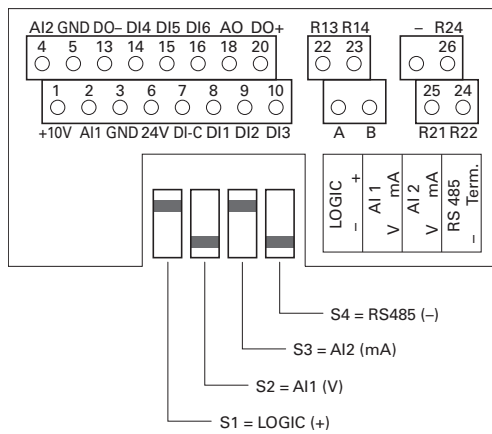 AI2 GND DO– DI4 DI5 DI6 AO DO+ R13 R14 – R24
4 5 13 14 15 16 18 20 22 23 26
1 2 3 6 7 8 9 10 25 24
+10V AI1 GND 24V DI-C DI1 DI2 DI3 A B R21 R22
LOGIC – +
AI 1 V mA
AI 2 V mA
RS 485 – Term.
S4 = RS485 (–)
S3 = AI2 (mA)
S2 = AI1 (V)
S1 = LOGIC (+)